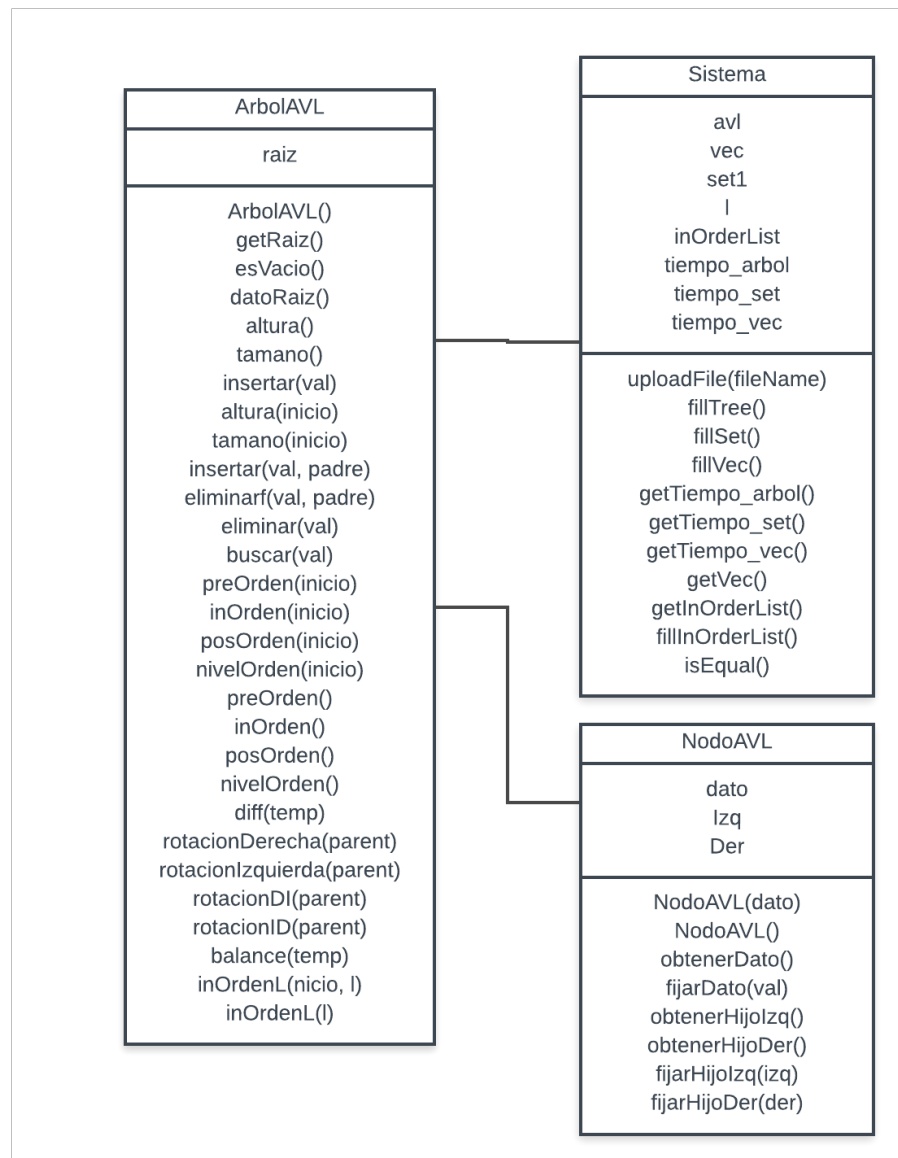 ArbolAVL
raiz
ArbolAVL()
getRaiz()
esVacio()
datoRaiz()
altura()
tamano()
insertar(val)
altura(inicio)
tamano(inicio)
insertar(val, padre)
eliminarf(val, padre)
eliminar(val)
buscar(val)
preOrden(inicio)
inOrden(inicio)
posOrden(inicio)
nivelOrden(inicio)
preOrden()
inOrden()
posOrden()
nivelOrden()
diff(temp)
rotacionDerecha(parent)
rotacionIzquierda(parent)
rotacionDI(parent)
rotacionID(parent)
balance(temp)
inOrdenL(nicio, l)
inOrdenL(l)
Sistema
avl
vec
set1
l
inOrderList
tiempo_arbol
tiempo_set
tiempo_vec
uploadFile(fileName)
fillTree()
fillSet()
fillVec()
getTiempo_arbol()
getTiempo_set()
getTiempo_vec()
getVec()
getInOrderList()
fillInOrderList()
isEqual()
NodoAVL
dato
Izq
Der
NodoAVL(dato)
NodoAVL()
obtenerDato()
fijarDato(val)
obtenerHijoIzq()
obtenerHijoDer()
fijarHijoIzq(izq)
fijarHijoDer(der)